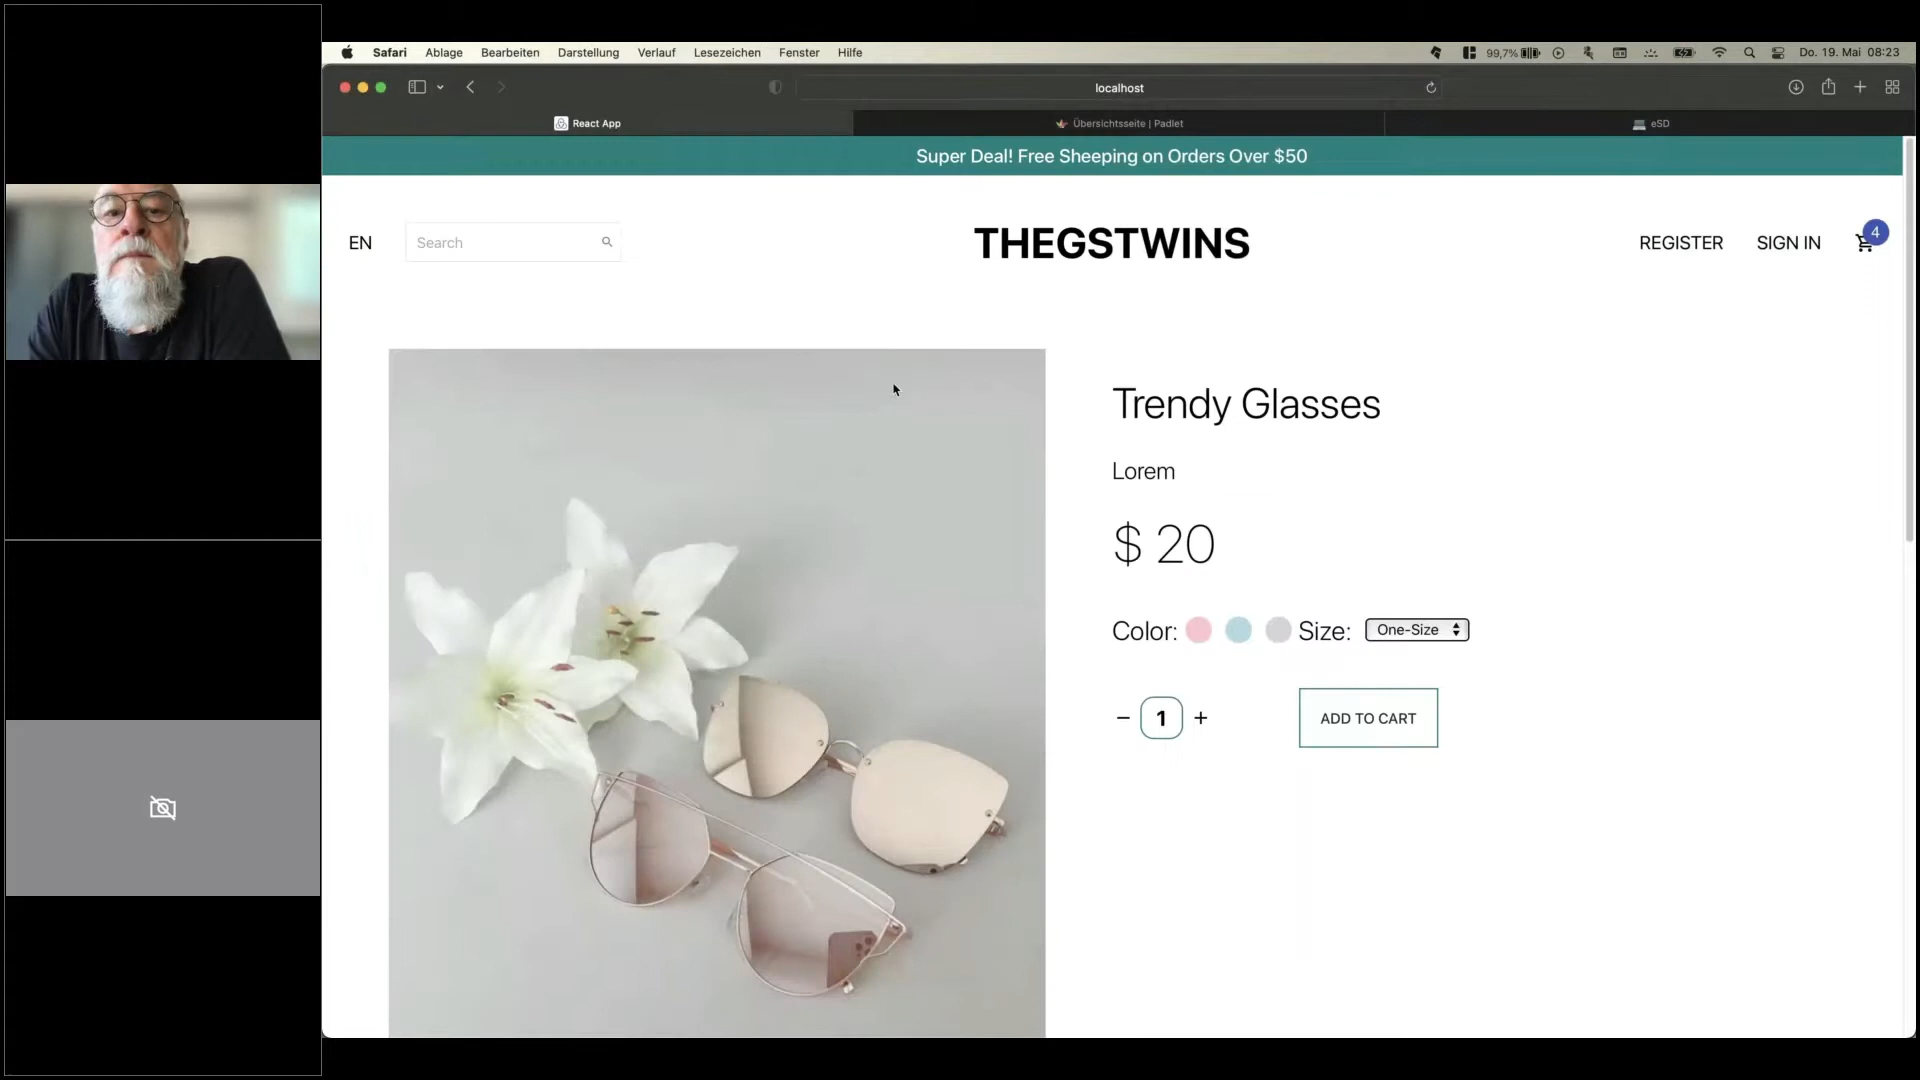 Safari Ablage Bearbeiten Darstellung Verlauf Lesezeichen Fenster Hilfe 99,7% Do. 19. Mai 08:23
localhost
React App Übersichtsseite | Padlet eSD
Super Deal! Free Sheeping on Orders Over $50
EN Search THEGSTWINS REGISTER SIGN IN 4
Trendy Glasses
Lorem
$ 20
Color: Size: One-Size
− 1 + ADD TO CART